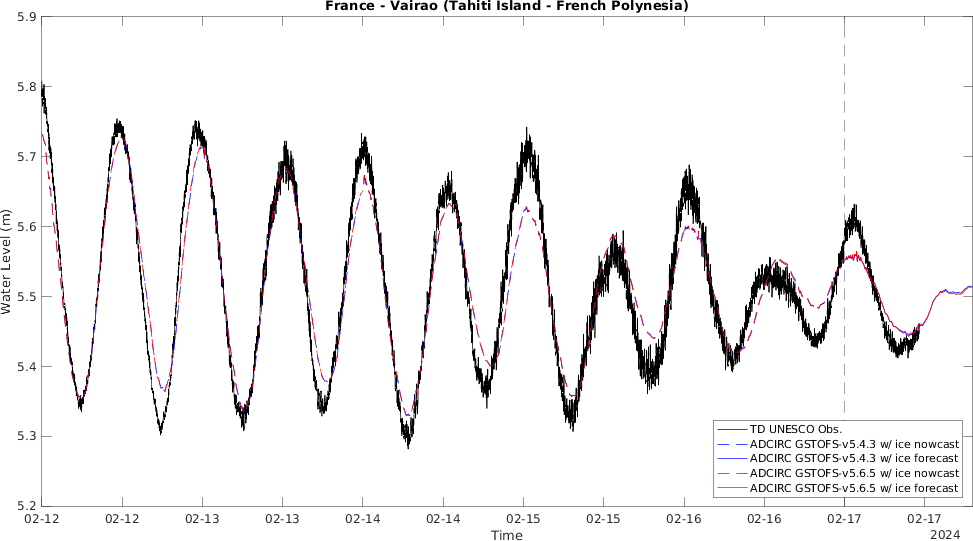 France - Vairao (Tahiti Island - French Polynesia)
5.9
5.8
5.7
5.6
5.5
5.4
5.3
5.2
Water Level (m)
TD UNESCO Obs.
ADCIRC GSTOFS-v5.4.3 w/ ice nowcast
ADCIRC GSTOFS-v5.4.3 w/ ice forecast
ADCIRC GSTOFS-v5.6.5 w/ ice nowcast
ADCIRC GSTOFS-v5.6.5 w/ ice forecast
02-12 02-12 02-13 02-13 02-14 02-14 02-15 02-15 02-16 02-16 02-17 02-17
Time
2024